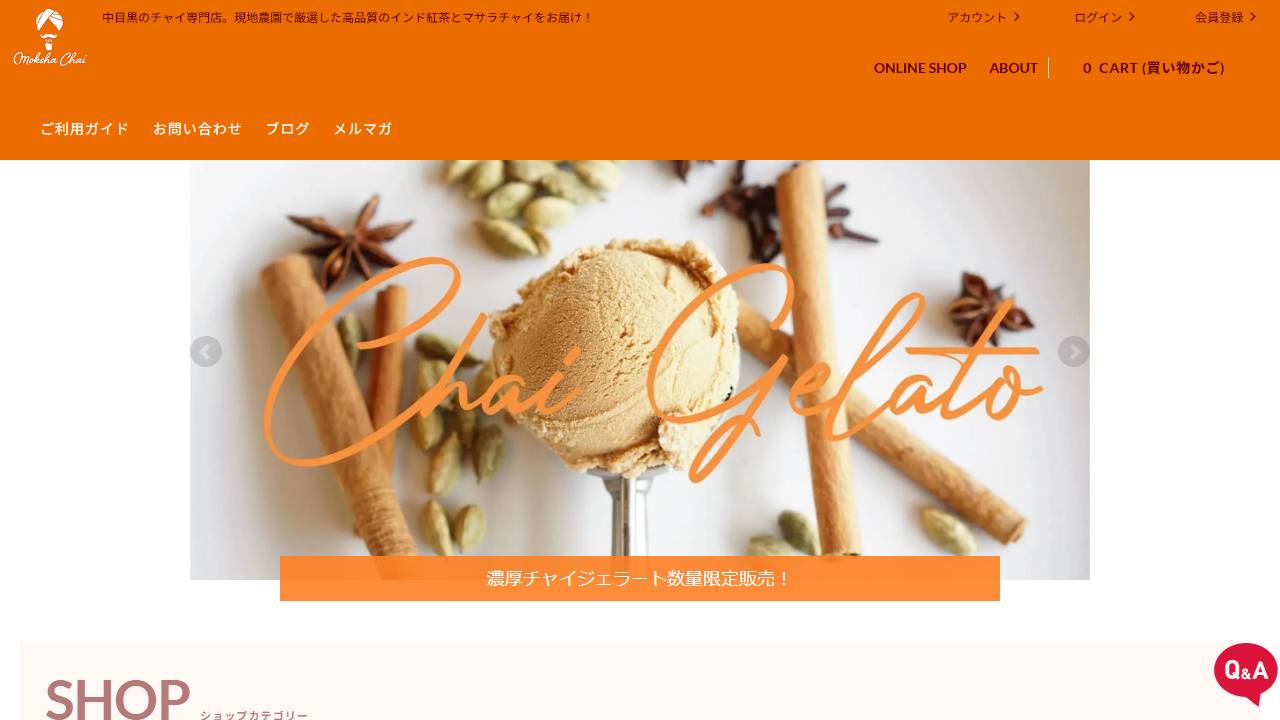 Moksha Chai
中目黒のチャイ専門店。現地農園で厳選した高品質のインド紅茶とマサラチャイをお届け！
アカウント
ログイン
会員登録
ONLINE SHOP
ABOUT
0 CART (買い物かご)
ご利用ガイド
お問い合わせ
ブログ
メルマガ
Chai Gelato
濃厚チャイジェラート数量限定販売！
SHOP
ショップカテゴリー
Q&A